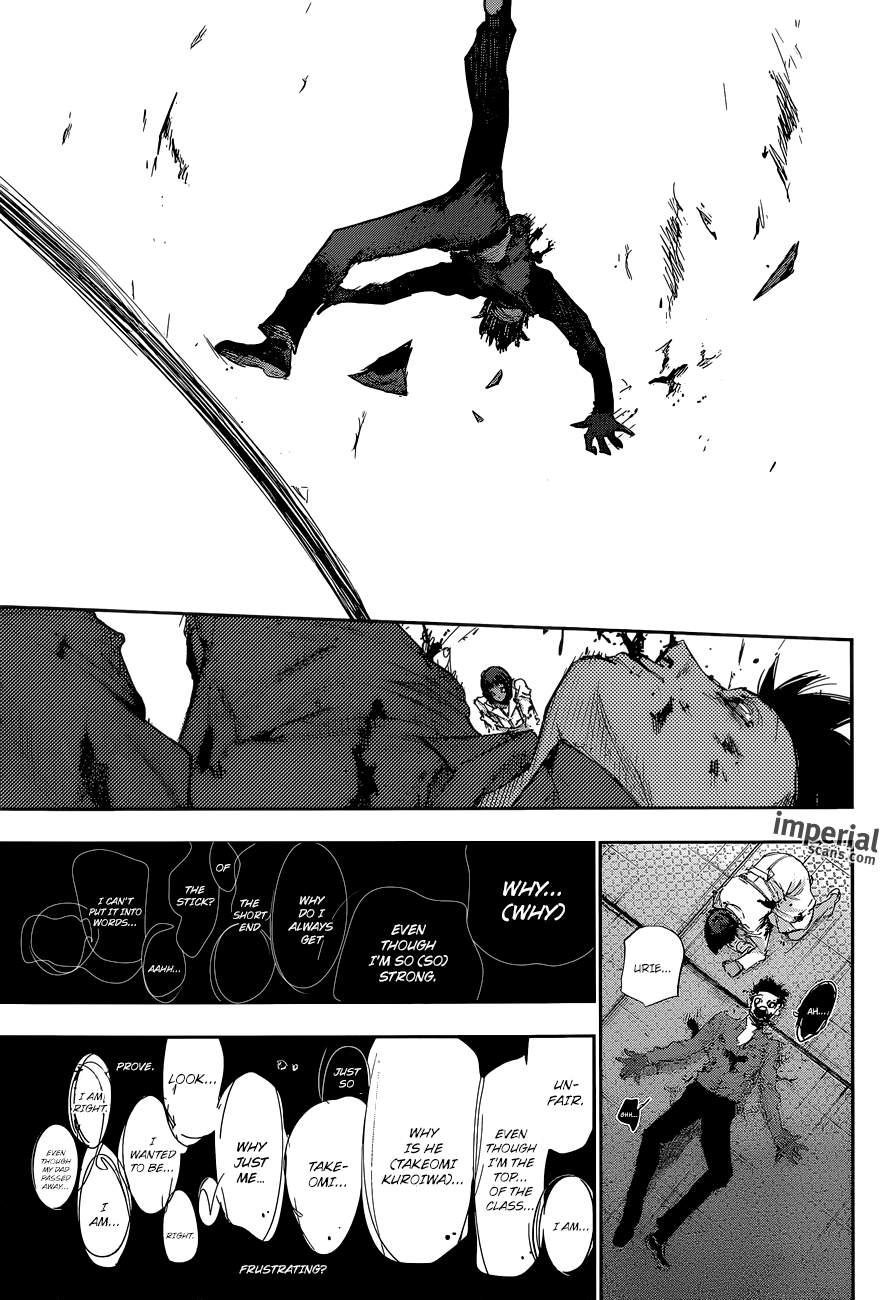 imperial
scans.com
URIE...
AH....
UHH...
WHY...
(WHY)
EVEN
THOUGH
I'M SO (SO)
STRONG.
WHY
DO I
ALWAYS
GET
THE
SHORT
END
OF
THE
STICK?
AAHH...
I CAN'T
PUT IT INTO
WORDS...
UN-
FAIR.
I AM...
EVEN
THOUGH
I'M THE
TOP...
OF THE
CLASS...
WHY
IS HE
(TAKEOMI
KUROIWA)...
JUST
SO
TAKE-
OMI...
FRUSTRATING?
WHY
JUST
ME...
LOOK...
RIGHT.
I
WANTED
TO BE...
PROVE.
I AM
RIGHT.
I
AM...
EVEN
THOUGH
MY DAD
PASSED
AWAY...